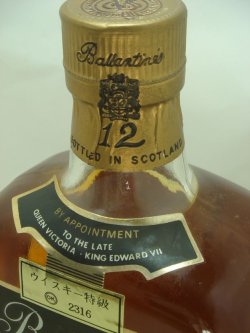 Ballantine's
12
BOTTLED IN SCOTLAND
BY APPOINTMENT
TO THE LATE
QUEEN VICTORIA · KING EDWARD VII
ウイスキー特級
2316